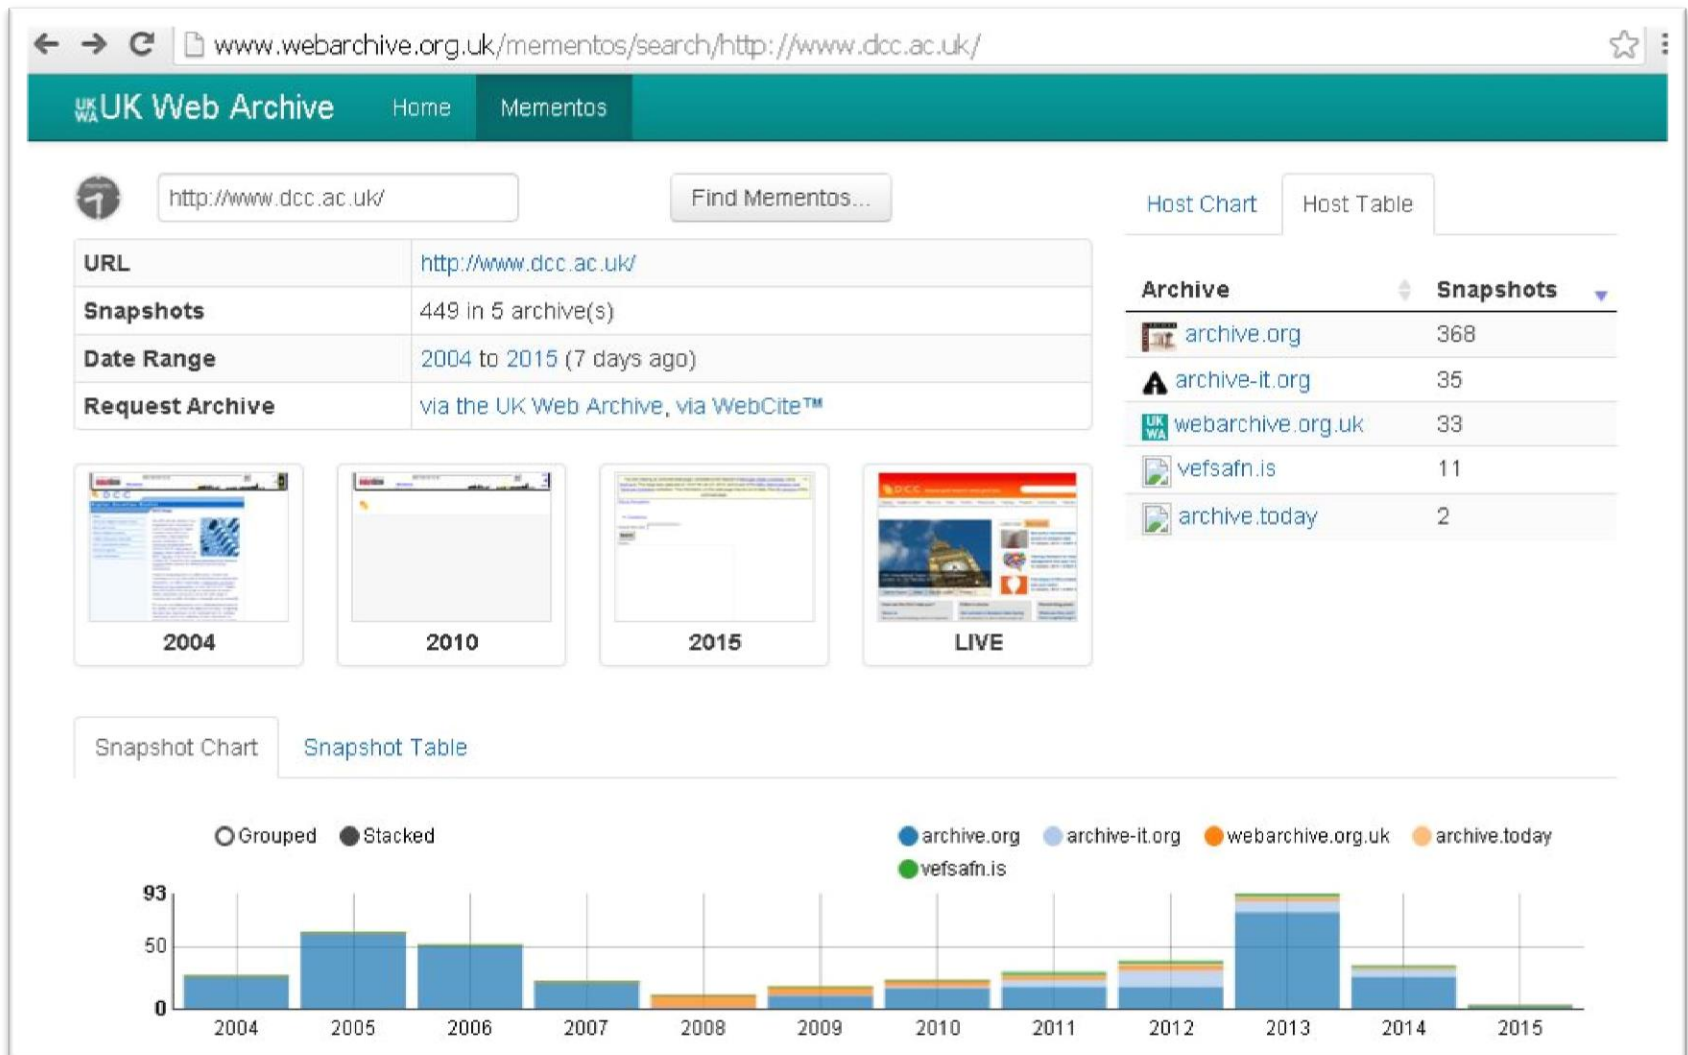 www.webarchive.org.uk/mementos/search/http://www.dcc.ac.uk/
UK WA UK Web Archive Home Mementos
http://www.dcc.ac.uk/ Find Mementos...
URL http://www.dcc.ac.uk/
Snapshots 449 in 5 archive(s)
Date Range 2004 to 2015 (7 days ago)
Request Archive via the UK Web Archive, via WebCite™
2004 2010 2015 LIVE
Host Chart Host Table
Archive Snapshots
archive.org 368
archive-it.org 35
UK WA webarchive.org.uk 33
vefsafn.is 11
archive.today 2
Snapshot Chart Snapshot Table
Grouped Stacked
archive.org archive-it.org webarchive.org.uk archive.today
vefsafn.is
93
50
0
2004 2005 2006 2007 2008 2009 2010 2011 2012 2013 2014 2015